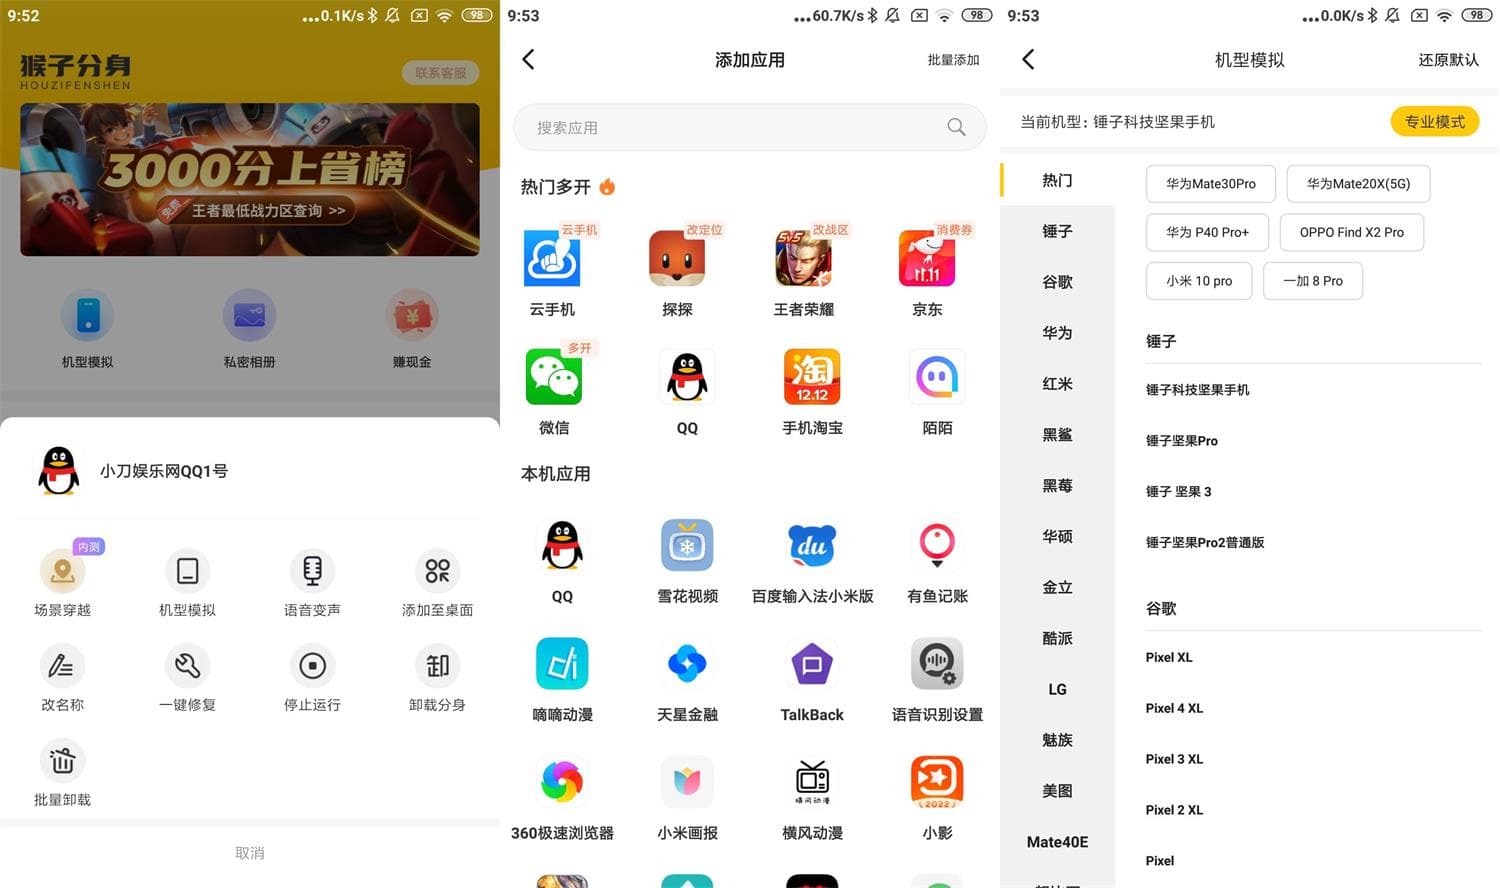 9:52
...0.1K/s
98
猴子分身
HOUZIFENSHEN
联系客服
3000分上省榜
免费
王者最低战力区查询 >>
机型模拟
私密相册
赚现金
小刀娱乐网QQ1号
内测
场景穿越
机型模拟
语音变声
添加至桌面
改名称
一键修复
停止运行
卸
卸载分身
批量卸载
取消
9:53
...60.7K/s
98
添加应用
批量添加
搜索应用
热门多开
云手机
改定位
改战区
消费券
5V5
11.11
云手机
探探
王者荣耀
京东
多开
淘
12.12
微信
QQ
手机淘宝
陌陌
本机应用
du
QQ
雪花视频
百度输入法小米版
有鱼记账
嘀嘀动漫
天星金融
TalkBack
语音识别设置
横风动漫
2022
360极速浏览器
小米画报
横风动漫
小影
9:53
...0.0K/s
98
机型模拟
还原默认
当前机型：锤子科技坚果手机
专业模式
热门
锤子
谷歌
华为
红米
黑鲨
黑莓
华硕
金立
酷派
LG
魅族
美图
Mate40E
华为Mate30Pro
华为Mate20X(5G)
华为 P40 Pro+
OPPO Find X2 Pro
小米 10 pro
一加 8 Pro
锤子
锤子科技坚果手机
锤子坚果Pro
锤子 坚果 3
锤子坚果Pro2普通版
谷歌
Pixel XL
Pixel 4 XL
Pixel 3 XL
Pixel 2 XL
Pixel